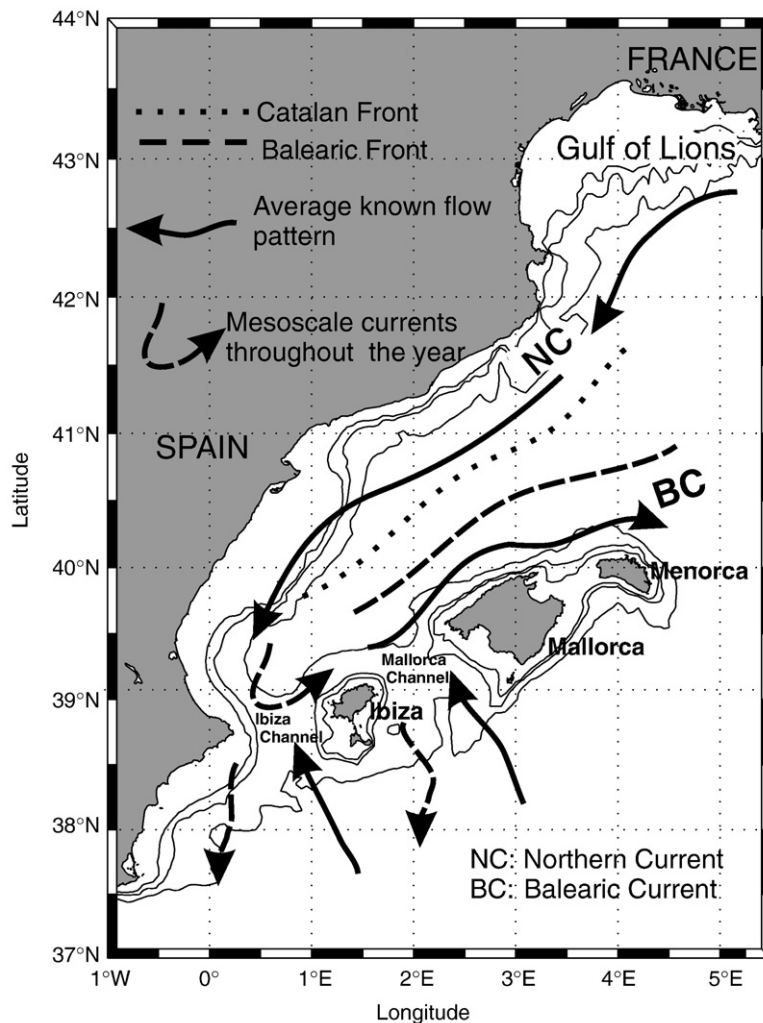 44°N
FRANCE
Catalan Front
Balearic Front
Gulf of Lions
43°N
Average known flow
pattern
42°N
Mesoscale currents
throughout the year
NC
SPAIN
41°N
BC
Latitude
40°N
Menorca
Mallorca
Mallorca
Channel
39°N
Ibiza
Ibiza
Channel
38°N
NC: Northern Current
BC: Balearic Current
37°N
1°W 0° 1°E 2°E 3°E 4°E 5°E
Longitude